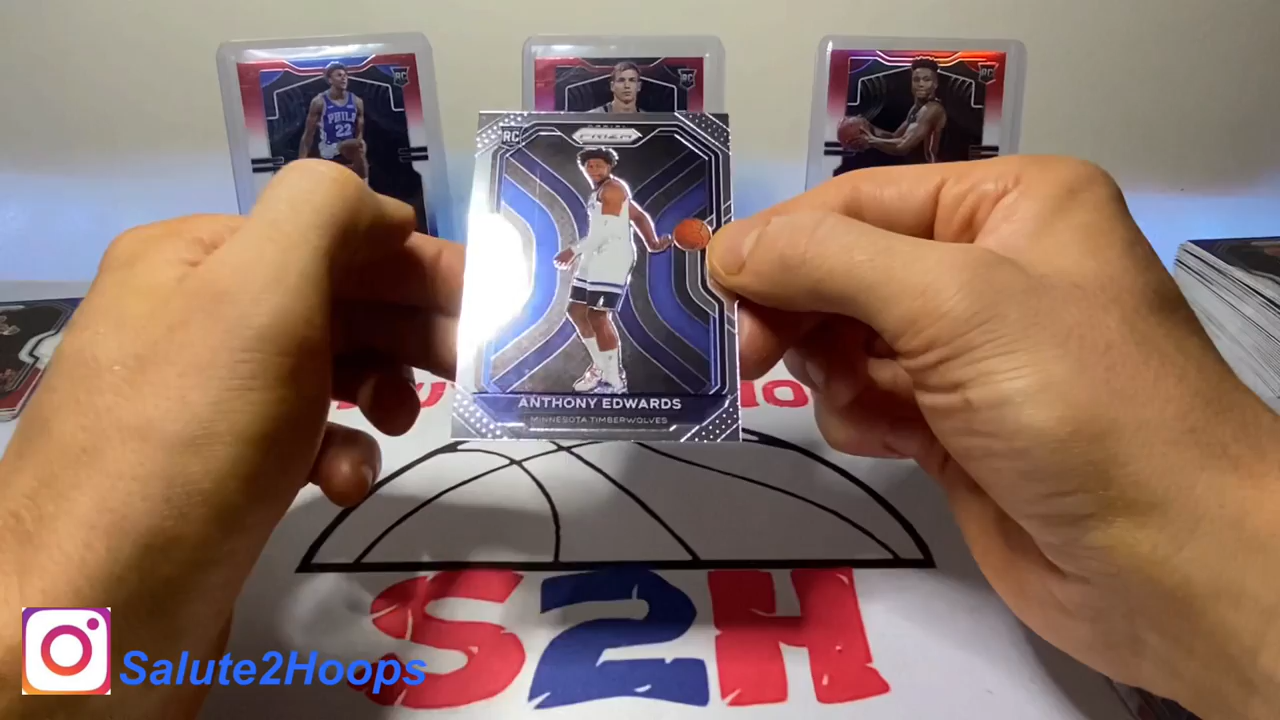 RC
RC
RC
PHILA
22
RC
PRIZM
ANTHONY EDWARDS
MINNESOTA TIMBERWOLVES
S2H
Salute2Hoops